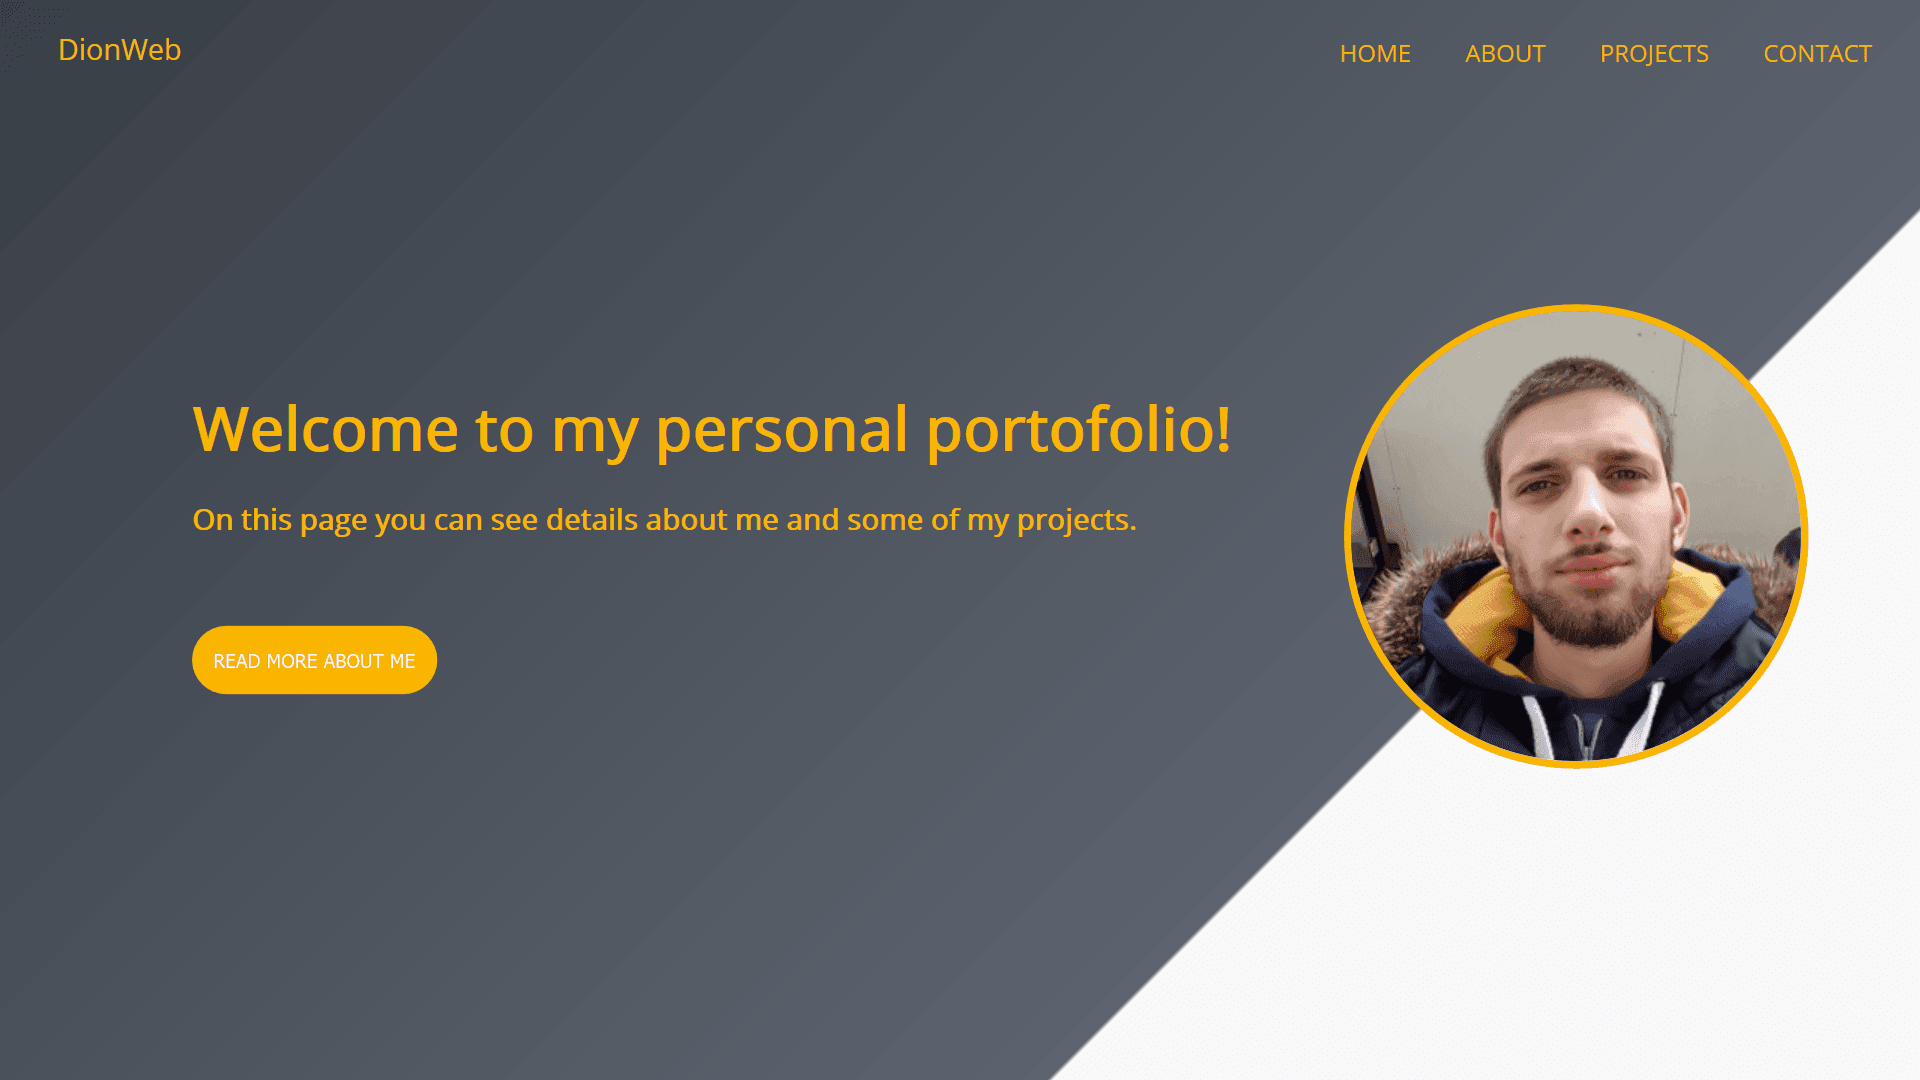 DionWeb
HOME ABOUT PROJECTS CONTACT
Welcome to my personal portofolio!
On this page you can see details about me and some of my projects.
READ MORE ABOUT ME